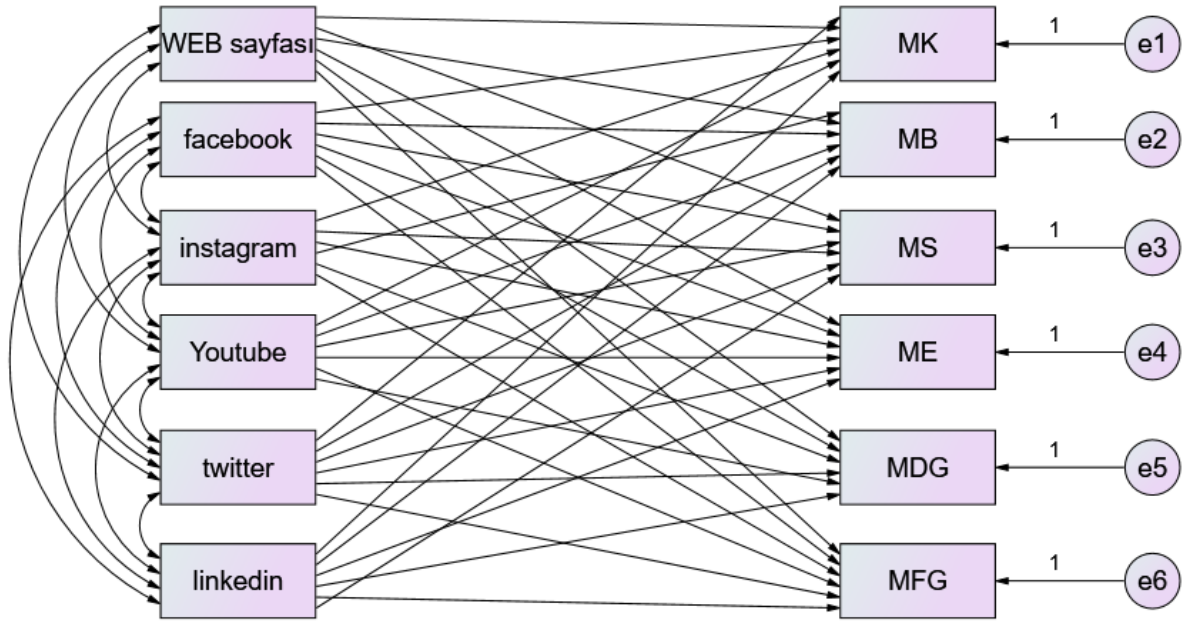 WEB sayfası
MK
1
e1
facebook
MB
1
e2
instagram
MS
1
e3
Youtube
ME
1
e4
twitter
MDG
1
e5
linkedin
MFG
1
e6